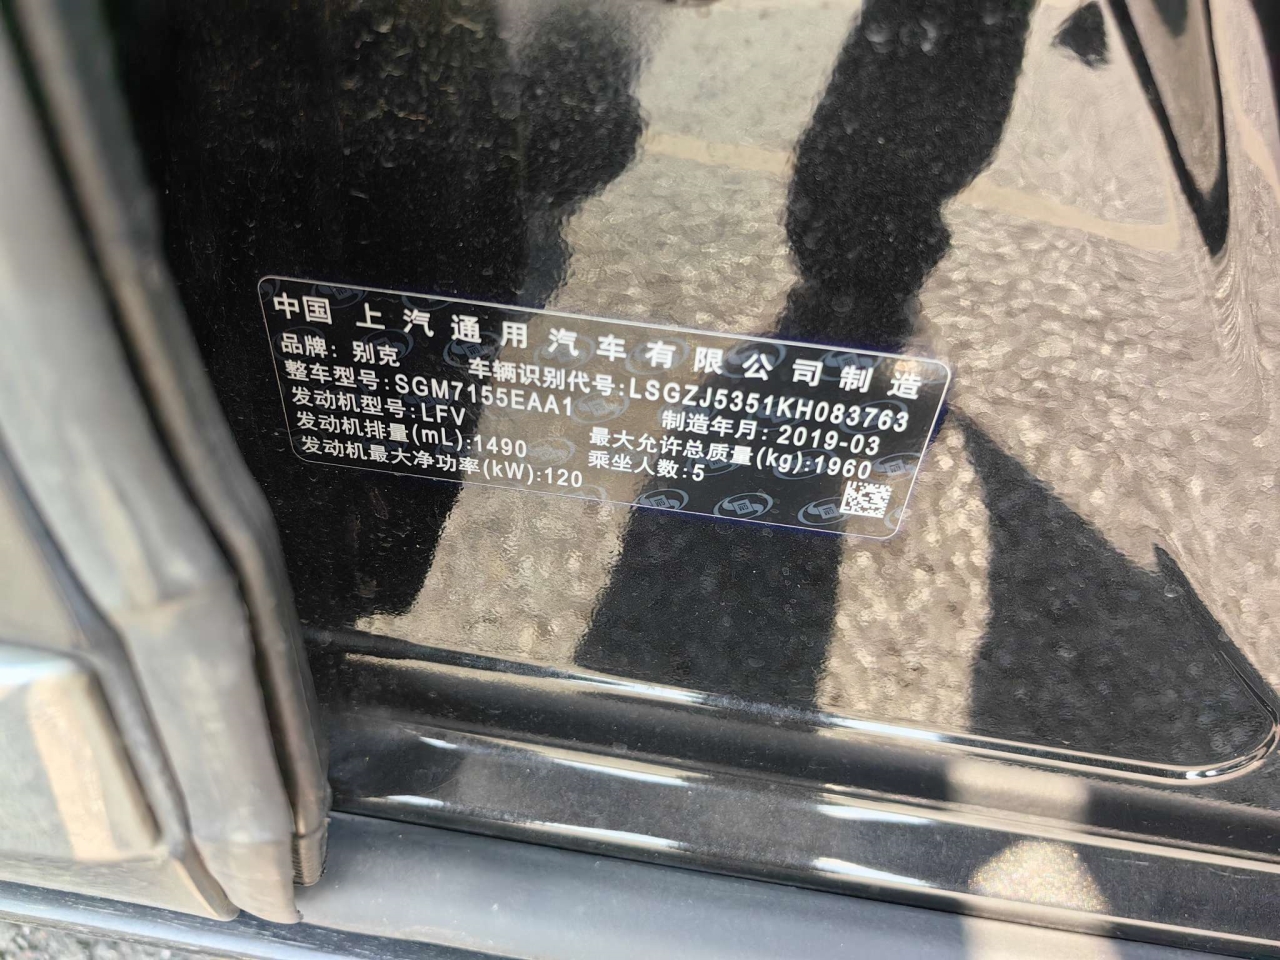 中国 上汽通用汽车有限公司制造
品牌: 别克 车辆识别代号:LSGZJ5351KH083763
整车型号:SGM7155EAA1 制造年月: 2019-03
发动机型号:LFV 最大允许总质量(kg):1960
发动机排量(mL):1490 乘坐人数:5
发动机最大净功率(kW):120